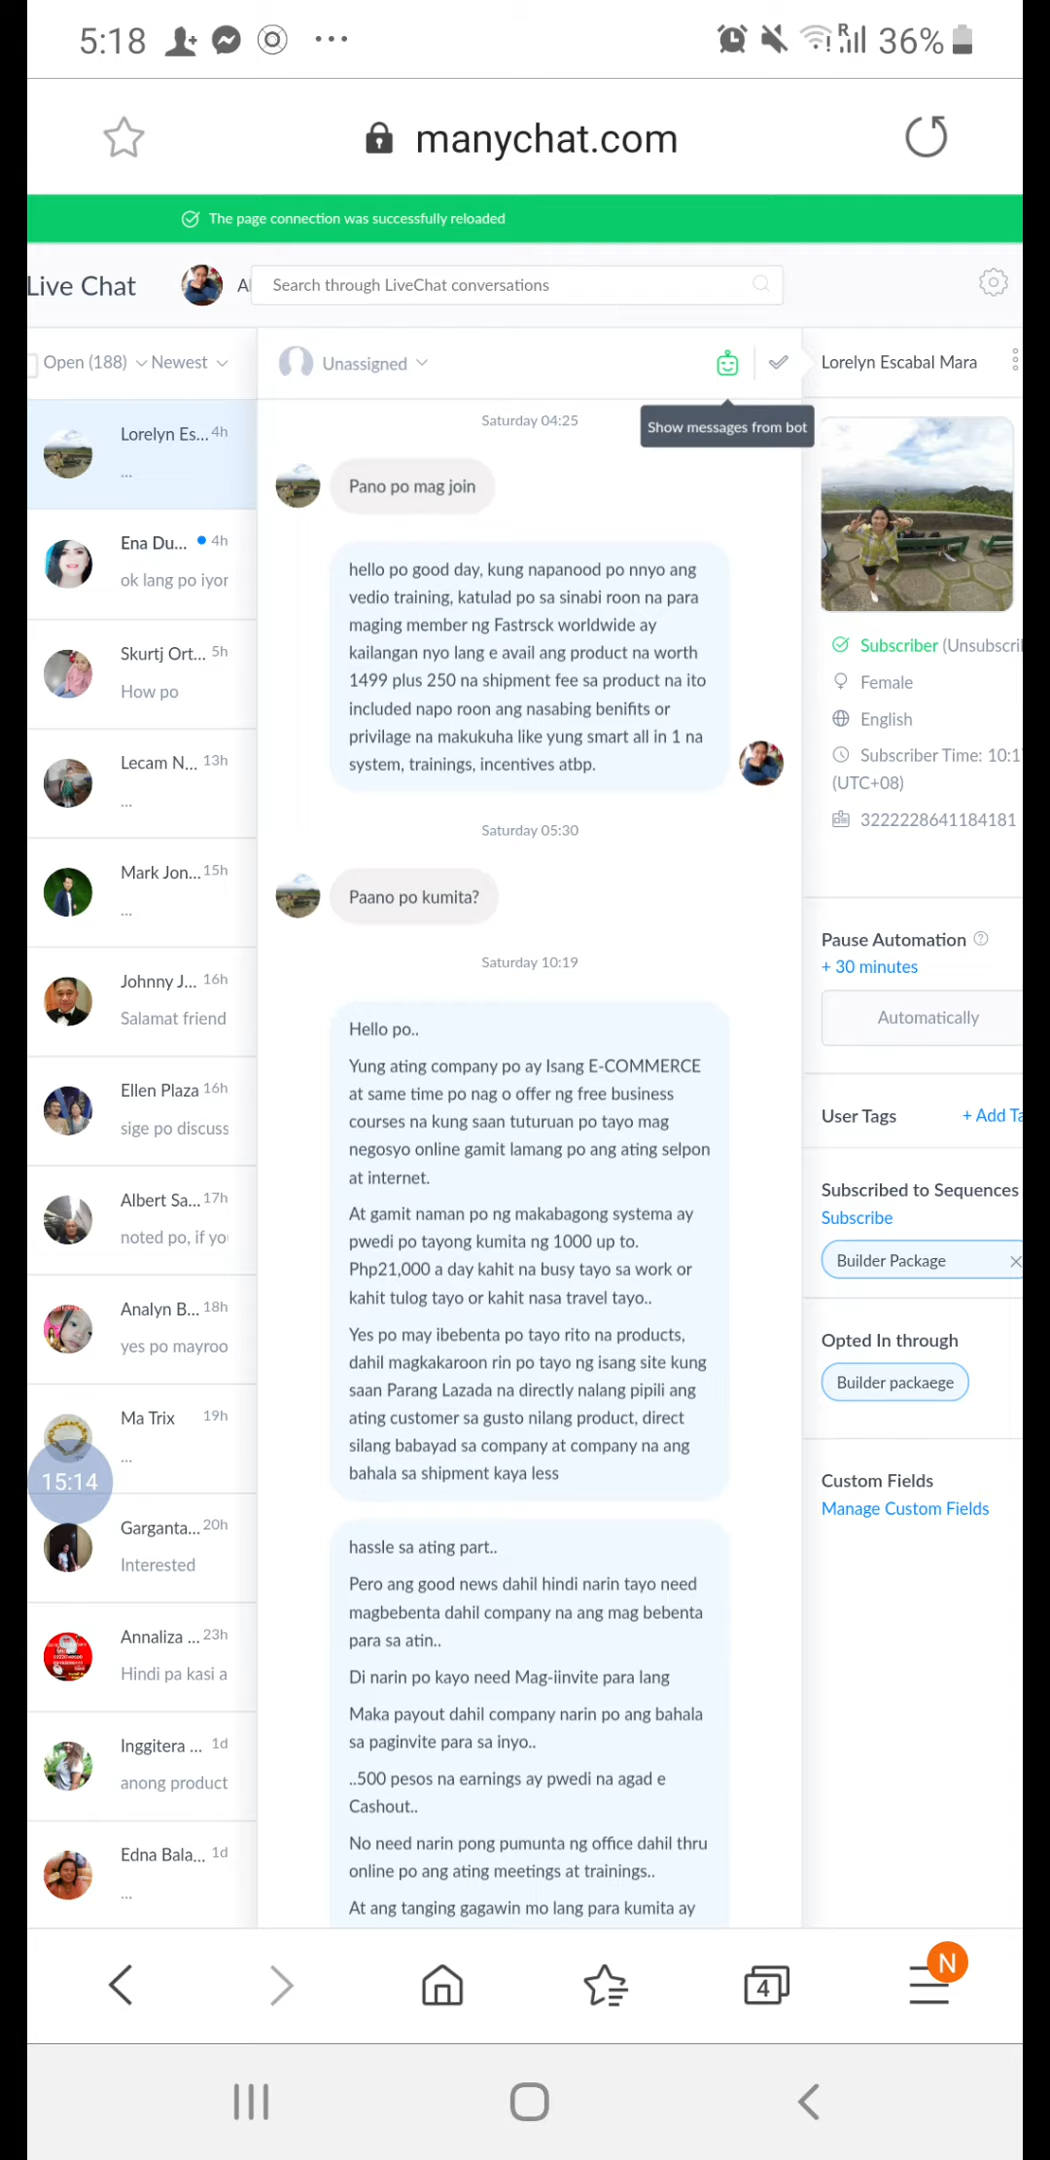 5:18
36%
manychat.com
The page connection was successfully reloaded
Live Chat
Search through LiveChat conversations
Open (188)
Newest
Lorelyn Es... 4h
...
Ena Du... 4h
ok lang po iyor
Skurtj Ort... 5h
How po
Lecam N... 13h
...
Mark Jon... 15h
...
Johnny J... 16h
Salamat friend
Ellen Plaza 16h
sige po discuss
Albert Sa... 17h
noted po, if yo
Analyn B... 18h
yes po mayroo
Ma Trix 19h
...
15:14
Garganta... 20h
Interested
Annaliza ... 23h
Hindi pa kasi a
Inggitera ... 1d
anong product
Edna Bala... 1d
...
Unassigned
Show messages from bot
Saturday 04:25
Pano po mag join
hello po good day, kung napanood po nnyo ang
vedio training, katulad po sa sinabi roon na para
maging member ng Fastrsck worldwide ay
kailangan nyo lang e avail ang product na worth
1499 plus 250 na shipment fee sa product na ito
included napo roon ang nasabing benifits or
privilage na makukuha like yung smart all in 1 na
system, trainings, incentives atbp.
Saturday 05:30
Paano po kumita?
Saturday 10:19
Hello po..
Yung ating company po ay Isang E-COMMERCE
at same time po nag o offer ng free business
courses na kung saan tuturuan po tayo mag
negosyo online gamit lamang po ang ating selpon
at internet.
At gamit naman po ng makabagong systema ay
pwedi po tayong kumita ng 1000 up to.
Php21,000 a day kahit na busy tayo sa work or
kahit tulog tayo or kahit nasa travel tayo..
Yes po may ibebenta po tayo rito na products,
dahil magkakaroon rin po tayo ng isang site kung
saan Parang Lazada na directly nalang pipili ang
ating customer sa gusto nilang product, direct
silang babayad sa company at company na ang
bahala sa shipment kaya less
hassle sa ating part..
Pero ang good news dahil hindi narin tayo need
magbebenta dahil company na ang mag bebenta
para sa atin..
Di narin po kayo need Mag-iinvite para lang
Maka payout dahil company narin po ang bahala
sa paginvite para sa inyo..
..500 pesos na earnings ay pwedi na agad e
Cashout..
No need narin pong pumunta ng office dahil thru
online po ang ating meetings at trainings..
At ang tanging gagawin mo lang para kumita ay
Lorelyn Escabal Mara
Subscriber (Unsubscri
Female
English
Subscriber Time: 10:1
(UTC+08)
3222228641184181
Pause Automation
+ 30 minutes
Automatically
User Tags
+ Add Ta
Subscribed to Sequences
Subscribe
Builder Package
Opted In through
Builder packaege
Custom Fields
Manage Custom Fields
4
N